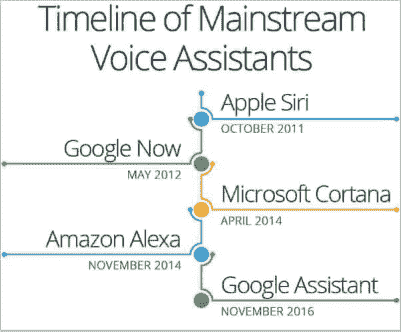 Timeline of Mainstream
Voice Assistants
Apple Siri
OCTOBER 2011
Google Now
MAY 2012
Microsoft Cortana
APRIL 2014
Amazon Alexa
NOVEMBER 2014
Google Assistant
NOVEMBER 2016